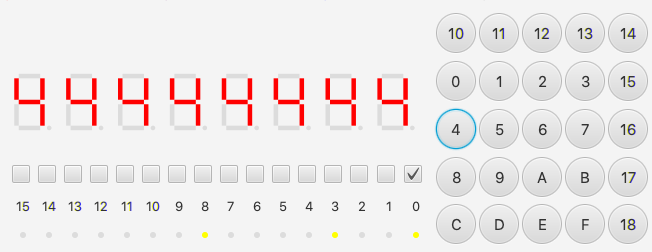 4 4 4 4 4 4 4 4
15 14 13 12 11 10 9 8 7 6 5 4 3 2 1 0
10 11 12 13 14
0 1 2 3 15
4 5 6 7 16
8 9 A B 17
C D E F 18